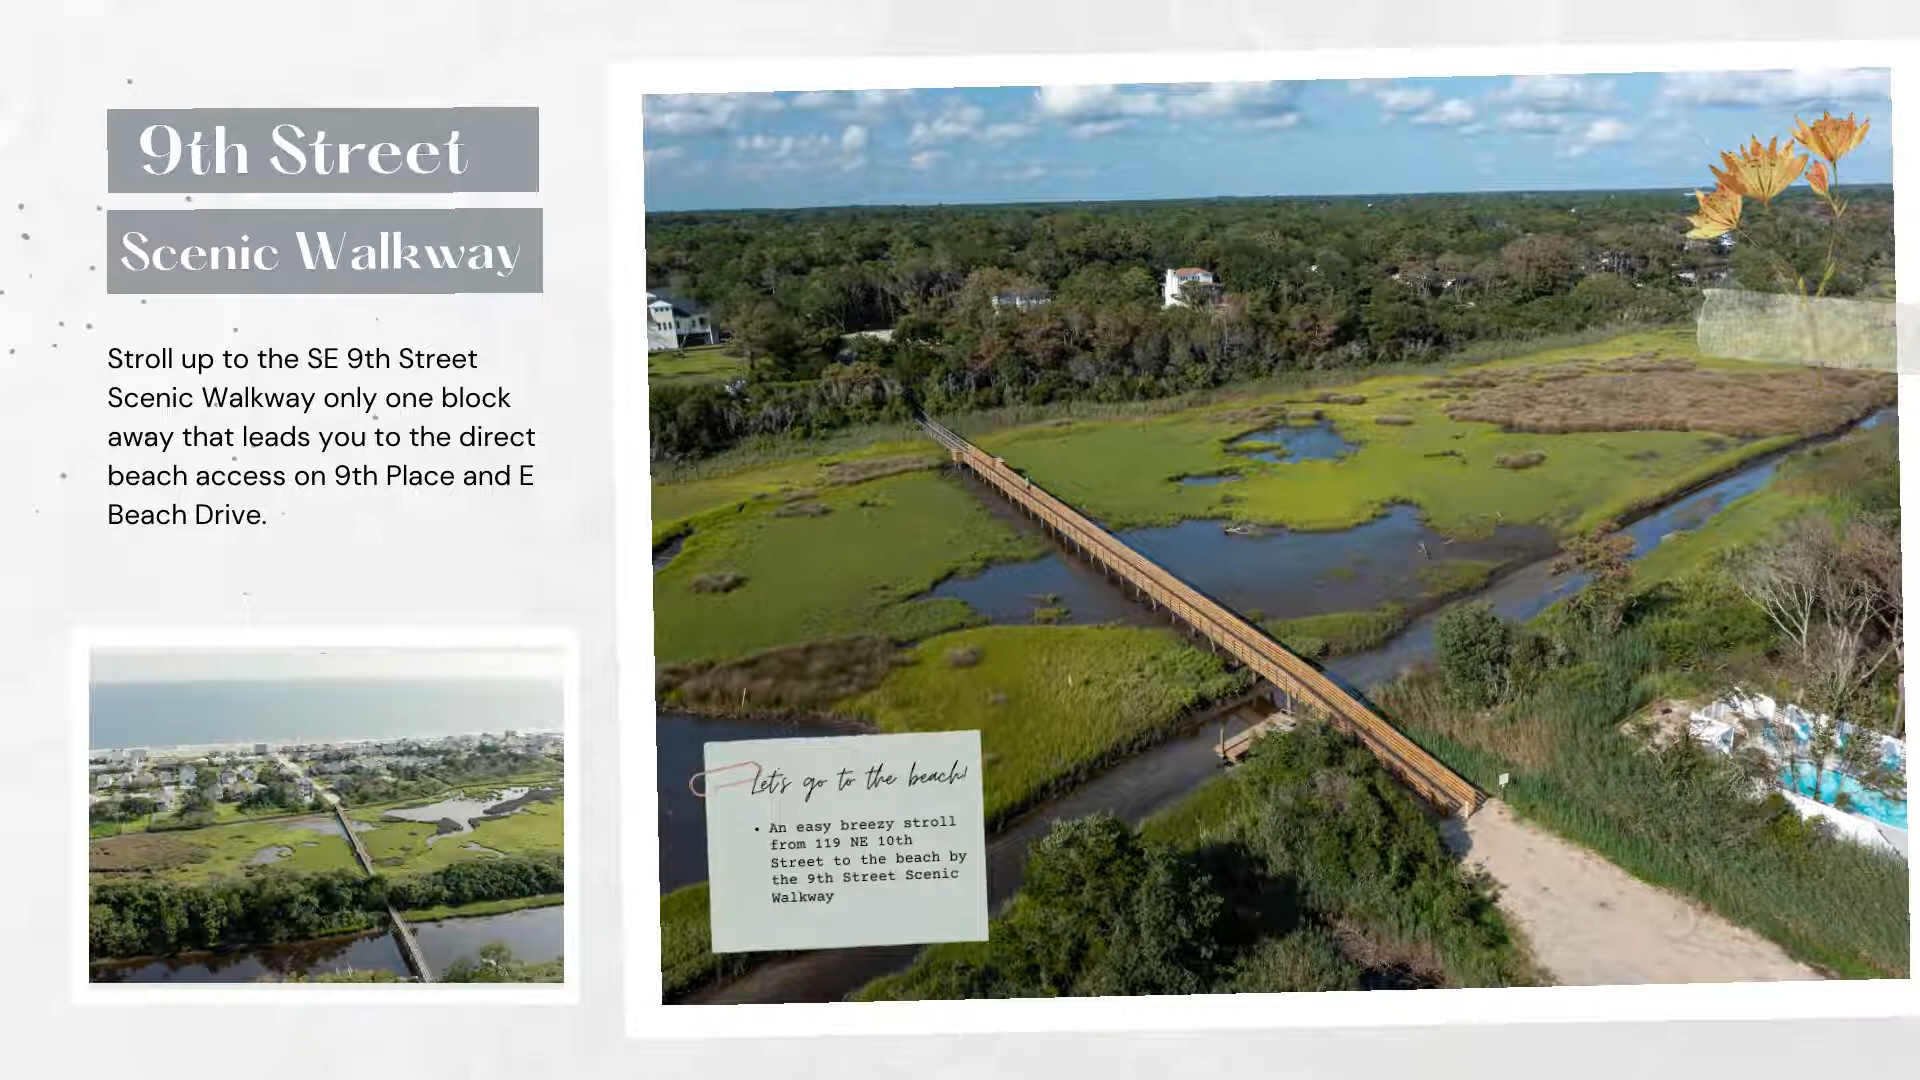 9th Street
Scenic Walkway
Stroll up to the SE 9th Street
Scenic Walkway only one block
away that leads you to the direct
beach access on 9th Place and E
Beach Drive.
Let's go to the beach!
• An easy breezy stroll
from 119 NE 10th
Street to the beach by
the 9th Street Scenic
Walkway